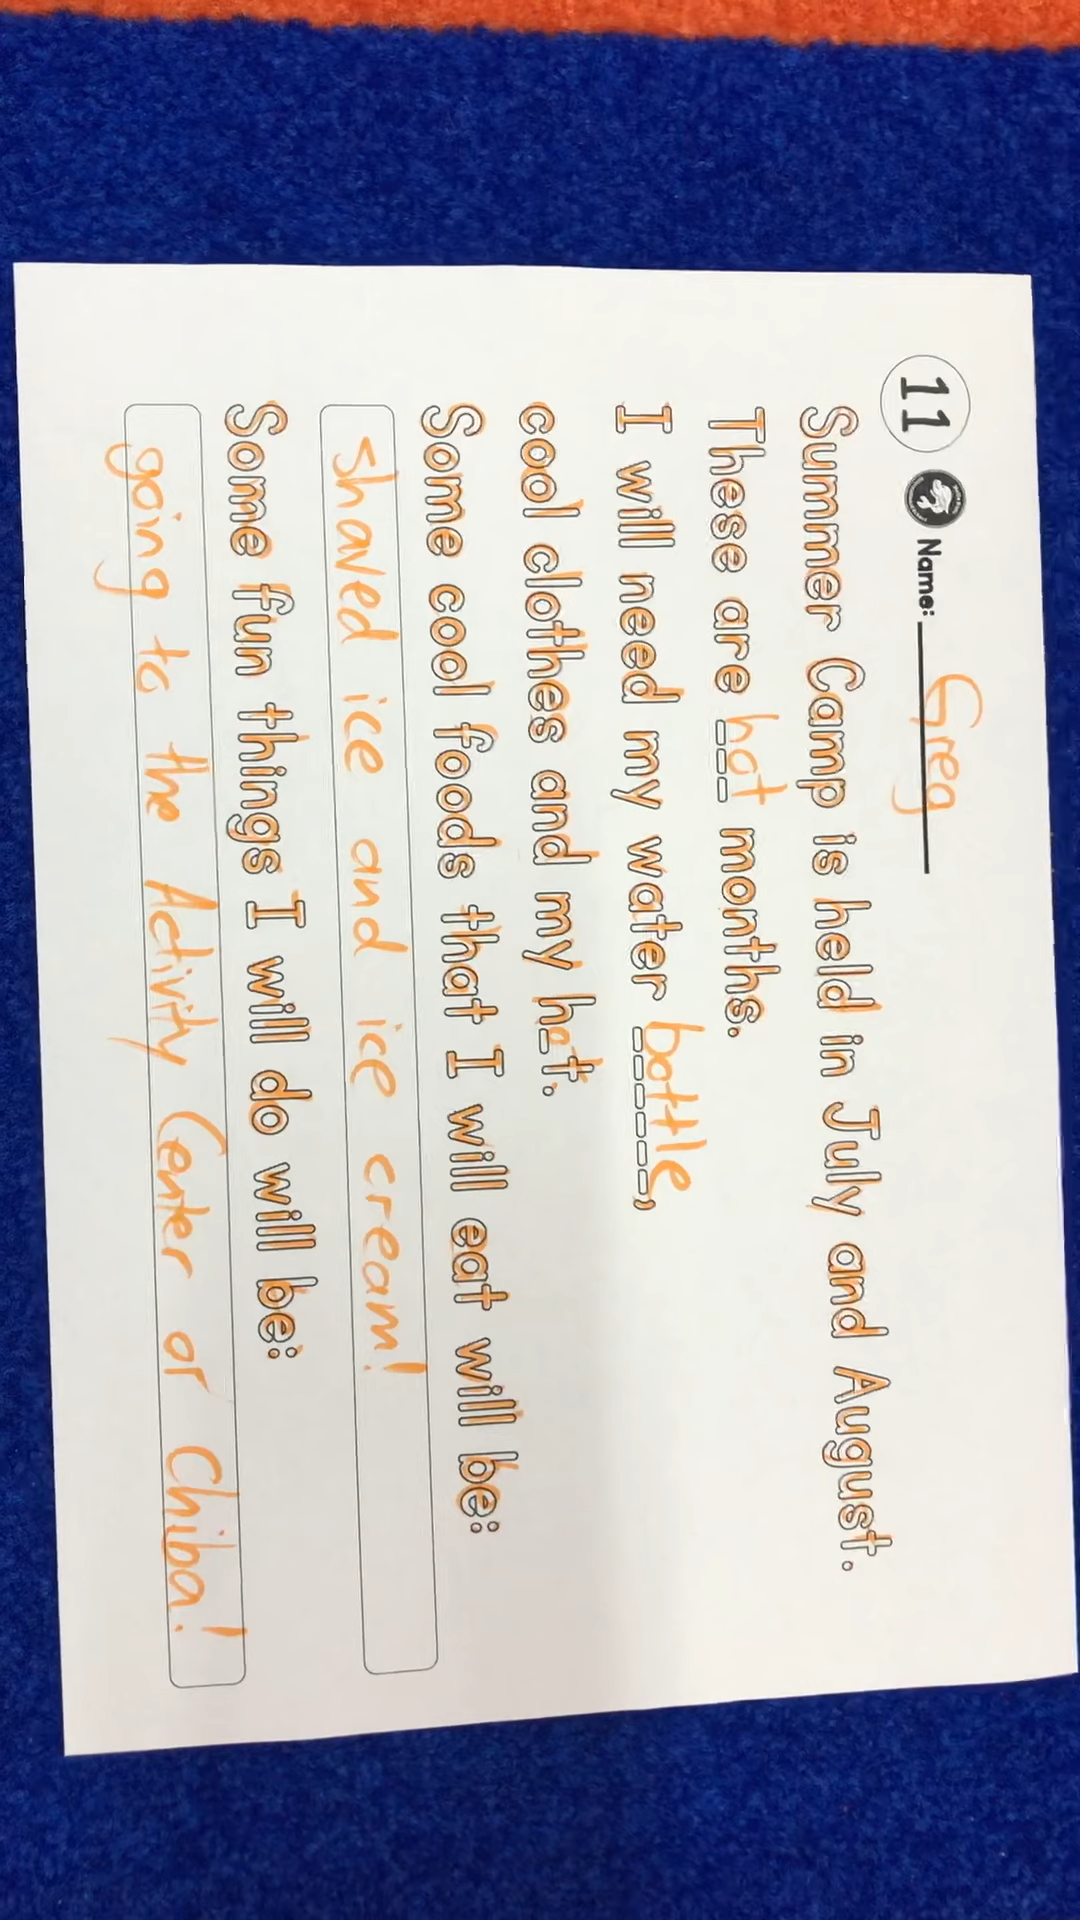 11 Name: Greg
Summer Camp is held in July and August.
These are hot months.
I will need my water bottle,
cool clothes and my hat.
Some cool foods that I will eat will be:
shaved ice and ice cream!
Some fun things I will do will be:
going to the Activity Center or Chiba!